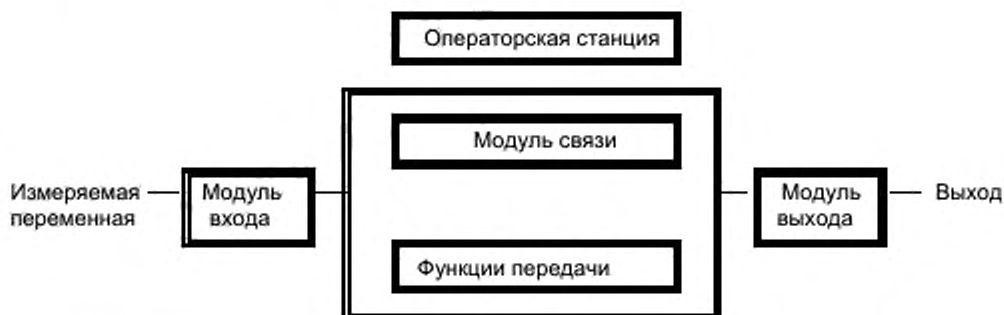 Операторская станция
Модуль связи
Измеряемая
переменная
Модуль
входа
Модуль
выхода
Выход
Функции передачи